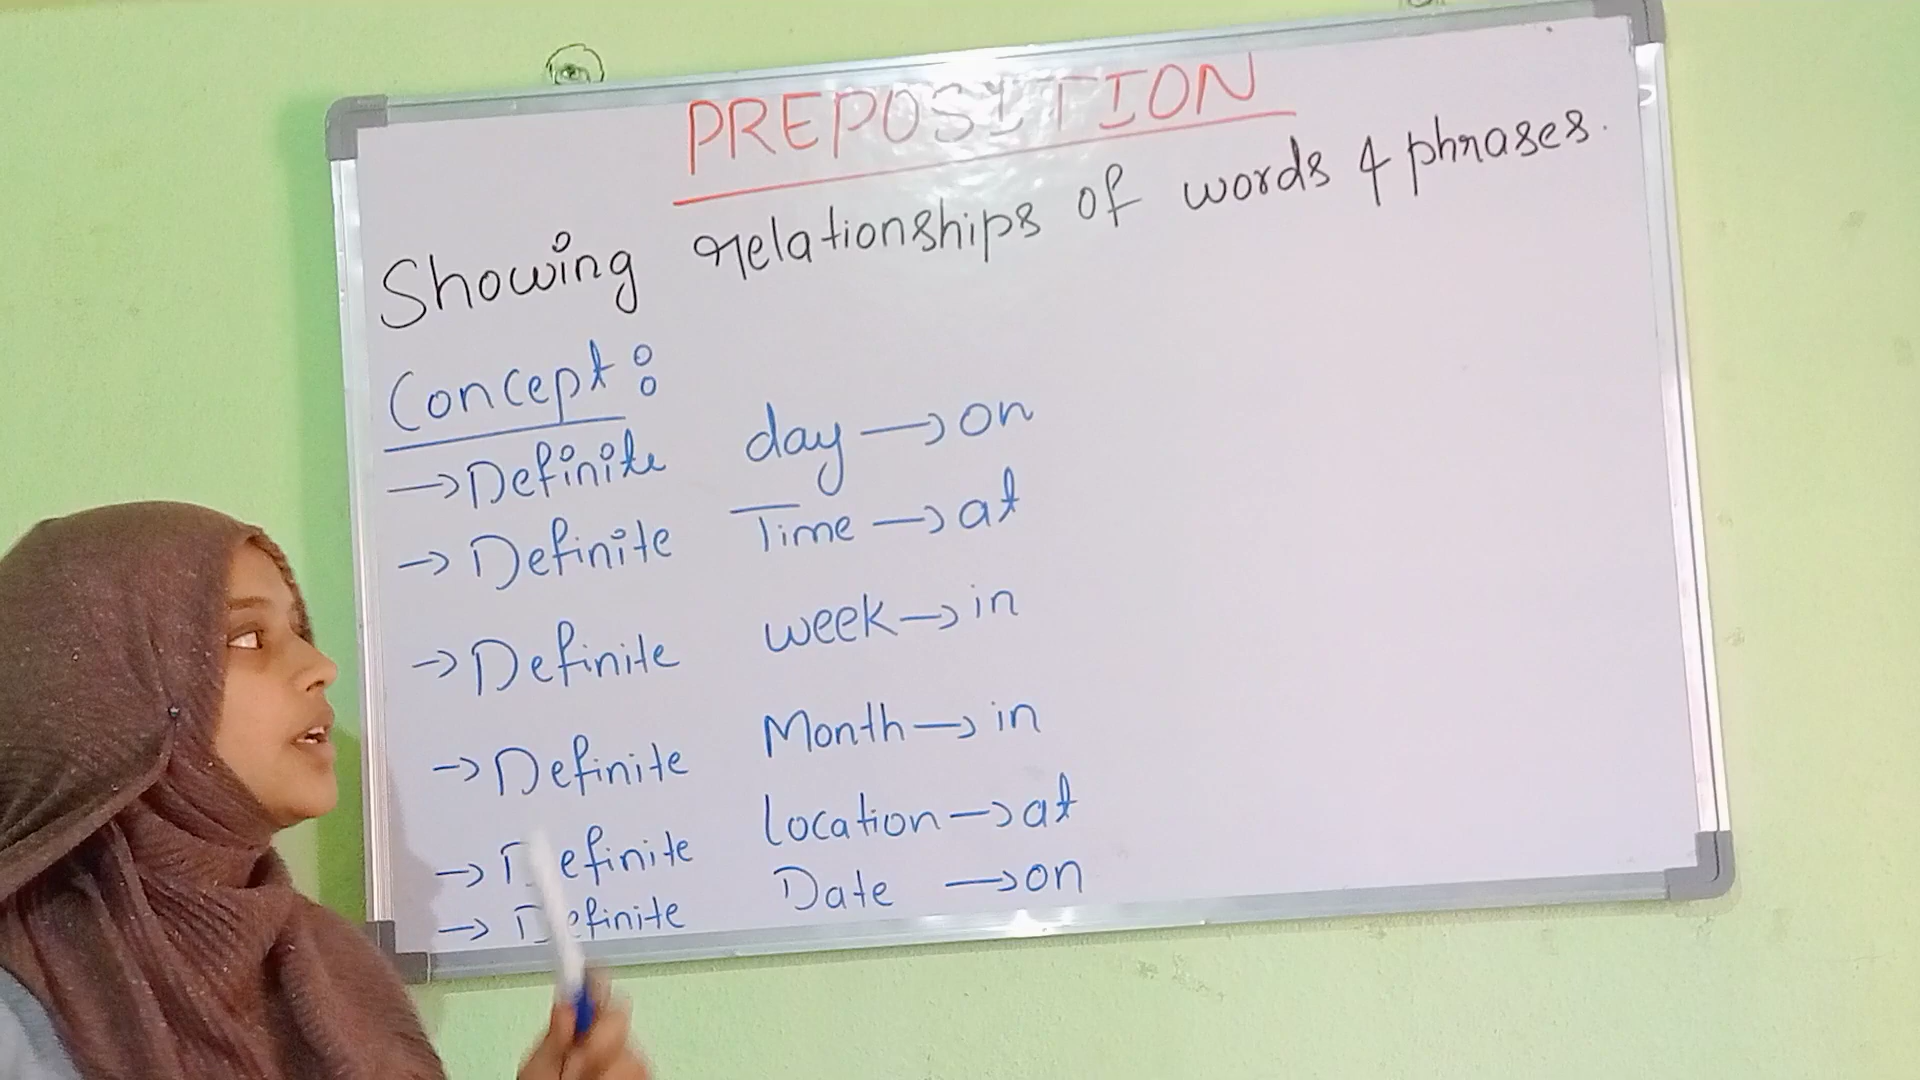 PREPOSITION
Showing relationships of words & phrases.
Concept:
→ Definite day → on
→ Definite Time → at
→ Definite week → in
→ Definite Month → in
→ Definite location → at
→ Definite Date → on